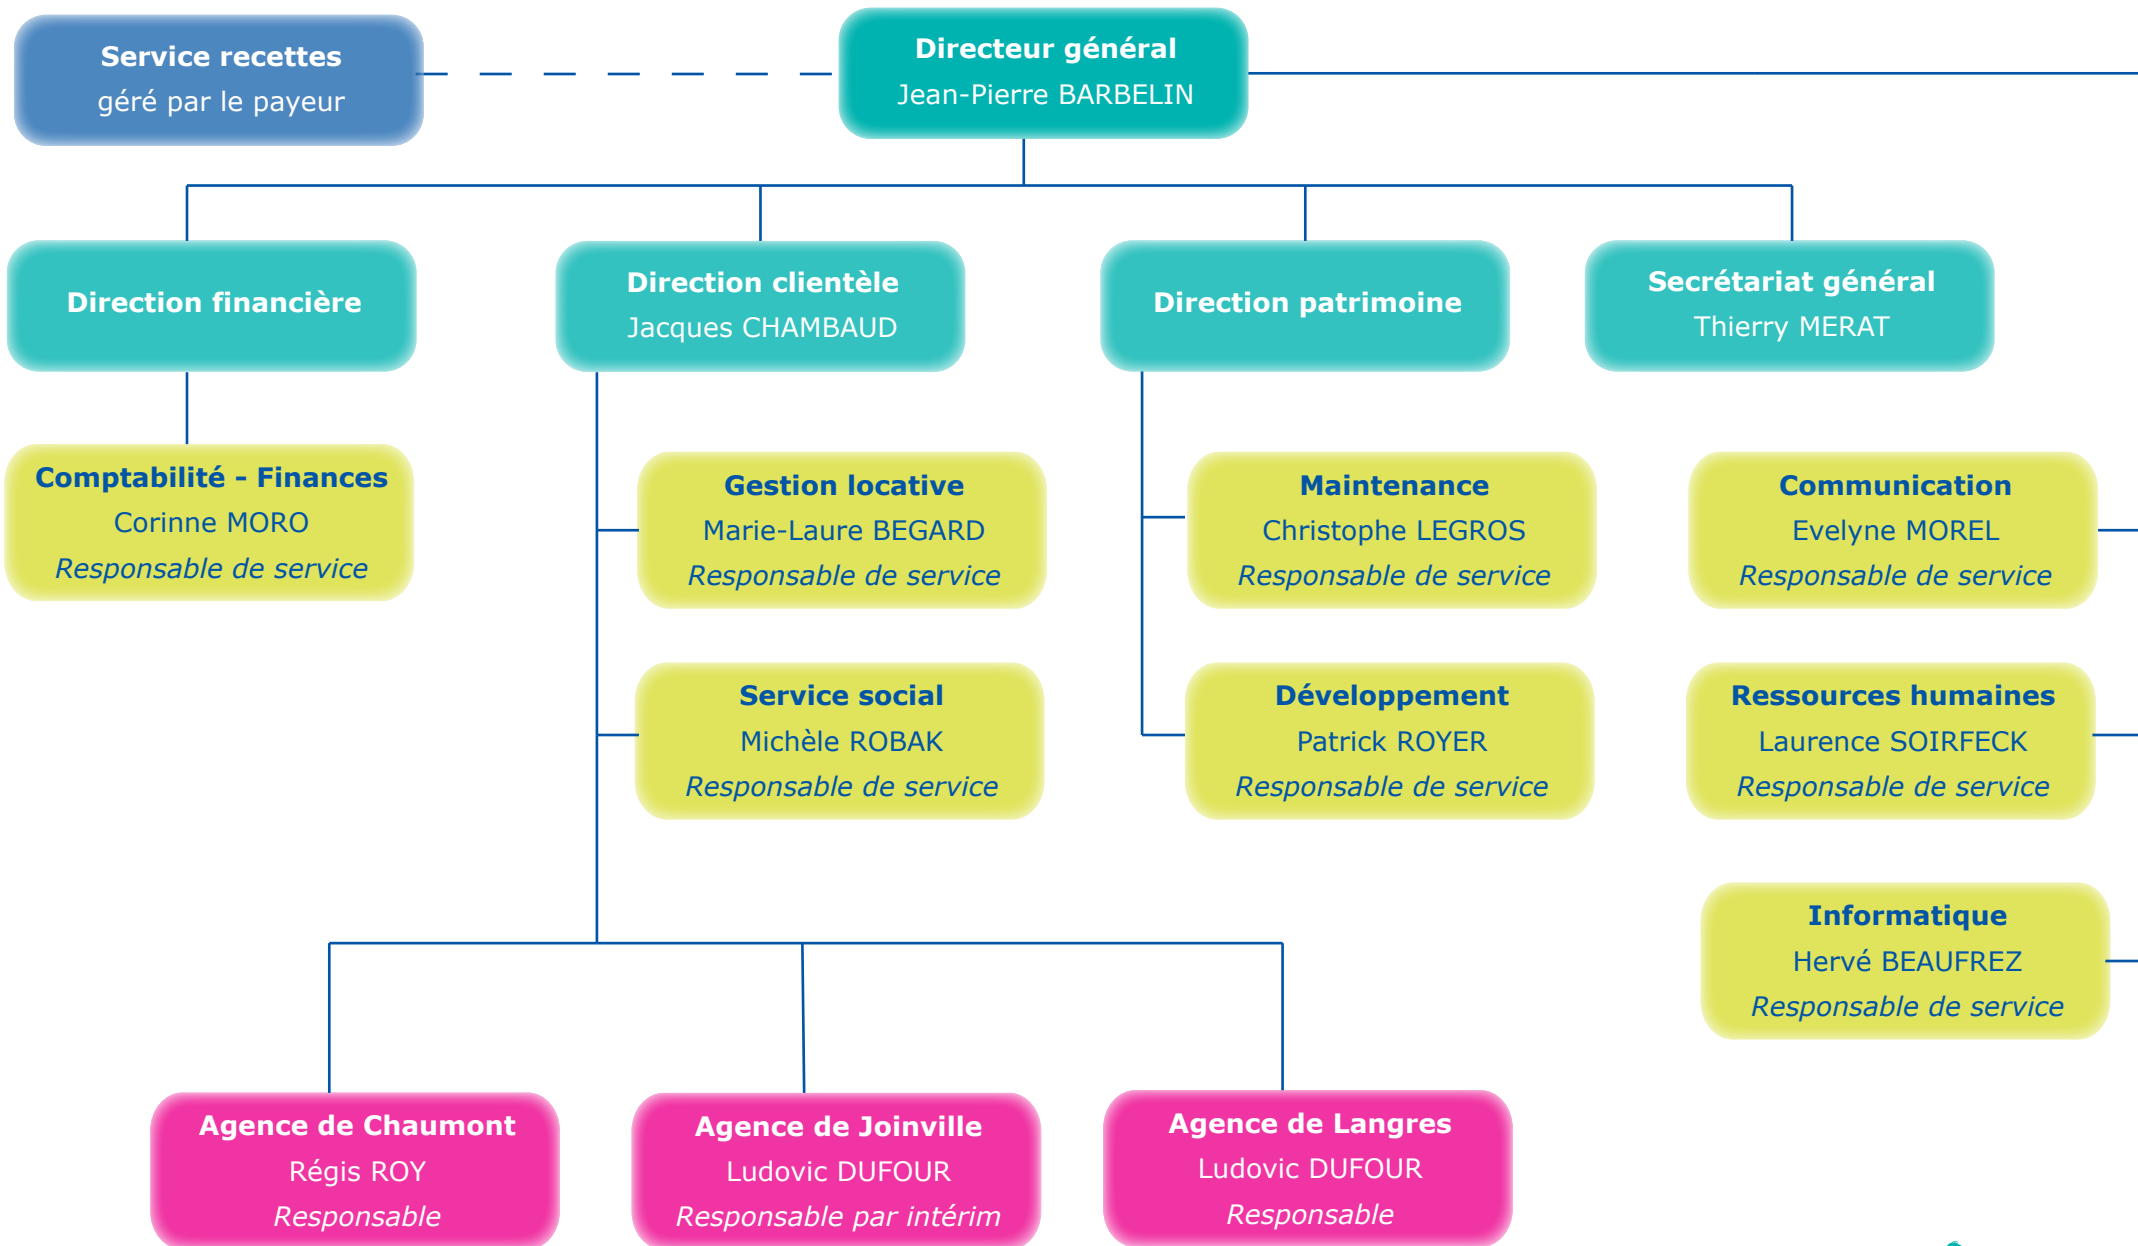 Service recettes
géré par le payeur
Directeur général
Jean-Pierre BARBELIN
Direction financière
Direction clientèle
Jacques CHAMBAUD
Direction patrimoine
Secrétariat général
Thierry MERAT
Comptabilité - Finances
Corinne MORO
Responsable de service
Gestion locative
Marie-Laure BEGARD
Responsable de service
Maintenance
Christophe LEGROS
Responsable de service
Communication
Evelyne MOREL
Responsable de service
Service social
Michèle ROBAK
Responsable de service
Développement
Patrick ROYER
Responsable de service
Ressources humaines
Laurence SOIRFECK
Responsable de service
Informatique
Hervé BEAUFREZ
Responsable de service
Agence de Chaumont
Régis ROY
Responsable
Agence de Joinville
Ludovic DUFOUR
Responsable par intérim
Agence de Langres
Ludovic DUFOUR
Responsable